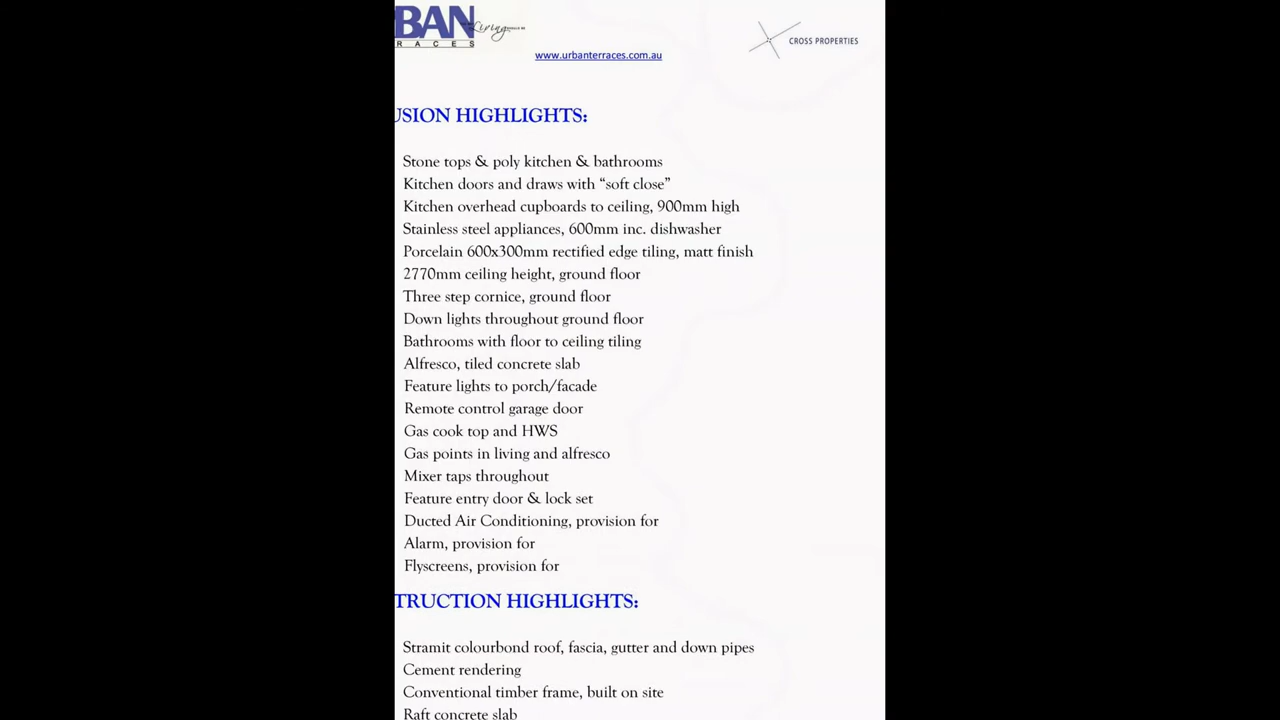 BAN Living
RACES
CROSS PROPERTIES
www.urbanterraces.com.au
USION HIGHLIGHTS:
Stone tops & poly kitchen & bathrooms
Kitchen doors and draws with “soft close”
Kitchen overhead cupboards to ceiling, 900mm high
Stainless steel appliances, 600mm inc. dishwasher
Porcelain 600x300mm rectified edge tiling, matt finish
2770mm ceiling height, ground floor
Three step cornice, ground floor
Down lights throughout ground floor
Bathrooms with floor to ceiling tiling
Alfresco, tiled concrete slab
Feature lights to porch/facade
Remote control garage door
Gas cook top and HWS
Gas points in living and alfresco
Mixer taps throughout
Feature entry door & lock set
Ducted Air Conditioning, provision for
Alarm, provision for
Flyscreens, provision for
TRUCTION HIGHLIGHTS:
Stramit colourbond roof, fascia, gutter and down pipes
Cement rendering
Conventional timber frame, built on site
Raft concrete slab